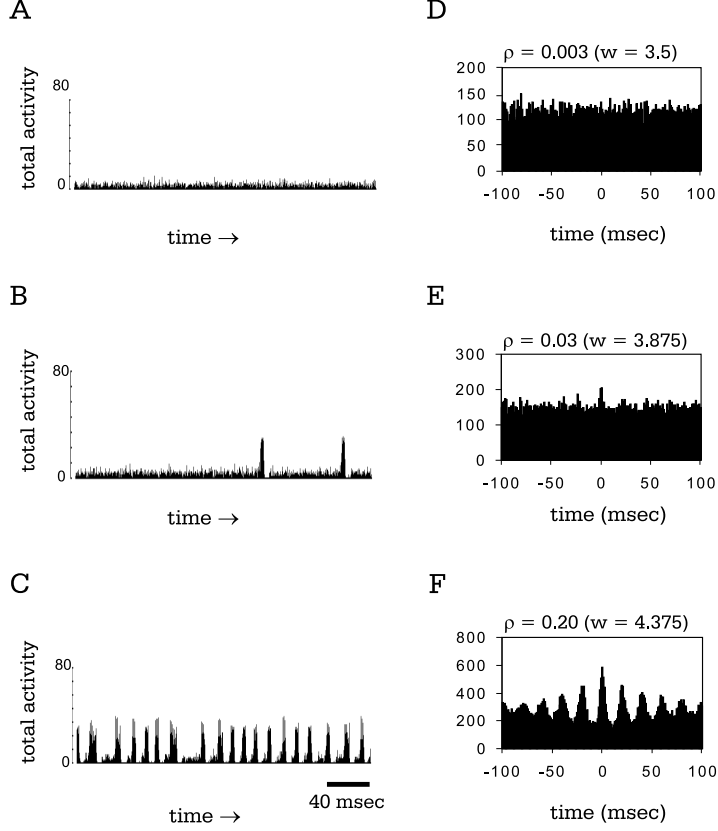 A
total activity
80
0
time →
D
ρ = 0.003 (w = 3.5)
200
150
100
50
0
-100 -50 0 50 100
time (msec)
B
total activity
80
0
time →
E
ρ = 0.03 (w = 3.875)
300
200
100
0
-100 -50 0 50 100
time (msec)
C
total activity
80
0
40 msec
time →
F
ρ = 0.20 (w = 4.375)
800
600
400
200
0
-100 -50 0 50 100
time (msec)